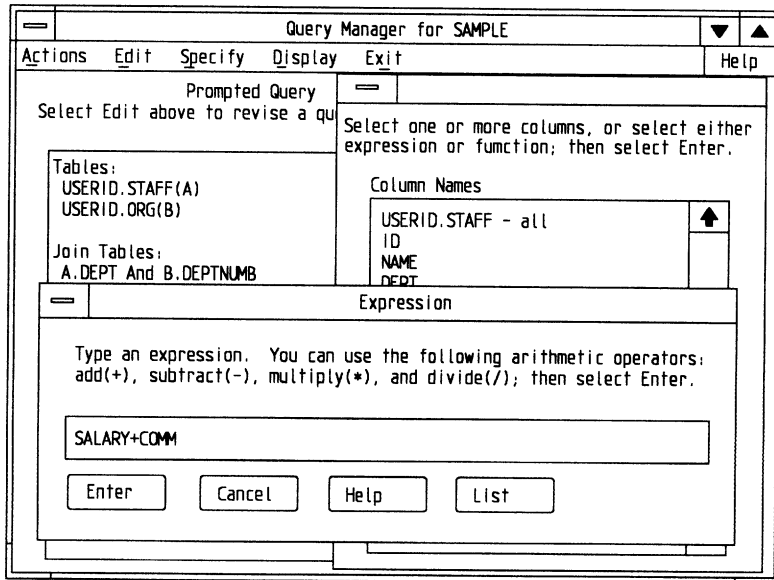 Query Manager for SAMPLE
Actions Edit Specify Display Exit Help
Prompted Query
Select Edit above to revise a qu
Tables:
USERID.STAFF(A)
USERID.ORG(B)
Join Tables:
A.DEPT And B.DEPTNUMB
Select one or more columns, or select either
expression or function; then select Enter.
Column Names
USERID.STAFF - all
ID
NAME
DEPT
Expression
Type an expression. You can use the following arithmetic operators:
add(+), subtract(-), multiply(*), and divide(/); then select Enter.
SALARY+COMM
Enter Cancel Help List